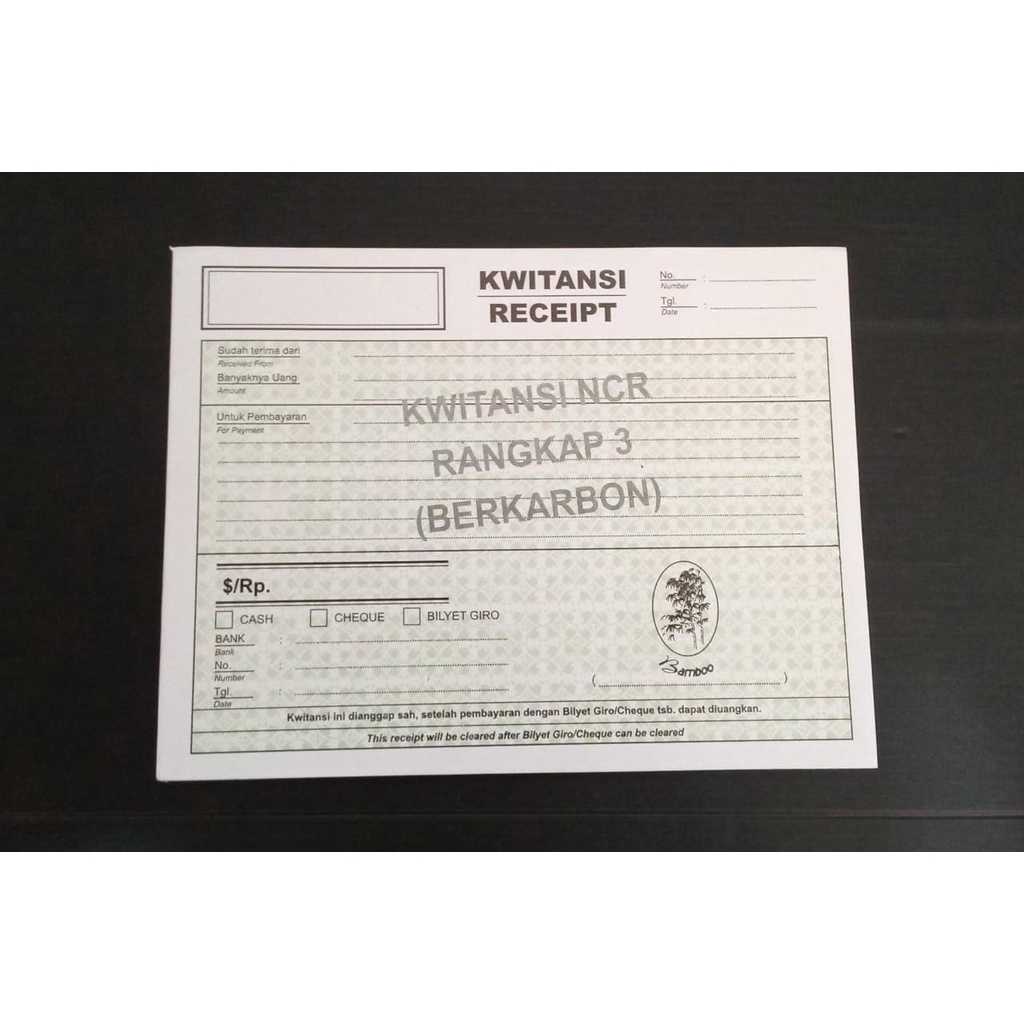 KWITANSI
RECEIPT
No. :
Number
Tgl. :
Date
Sudah terima dari :
Received From
Banyaknya Uang :
Amount
Untuk Pembayaran :
For Payment
KWITANSI NCR
RANGKAP 3
(BERKARBON)
$/Rp.
CASH CHEQUE BILYET GIRO
BANK :
Bank
No. :
Number
Tgl. :
Date
Bamboo
( )
Kwitansi ini dianggap sah, setelah pembayaran dengan Bilyet Giro/Cheque tsb. dapat diuangkan.
This receipt will be cleared after Bilyet Giro/Cheque can be cleared